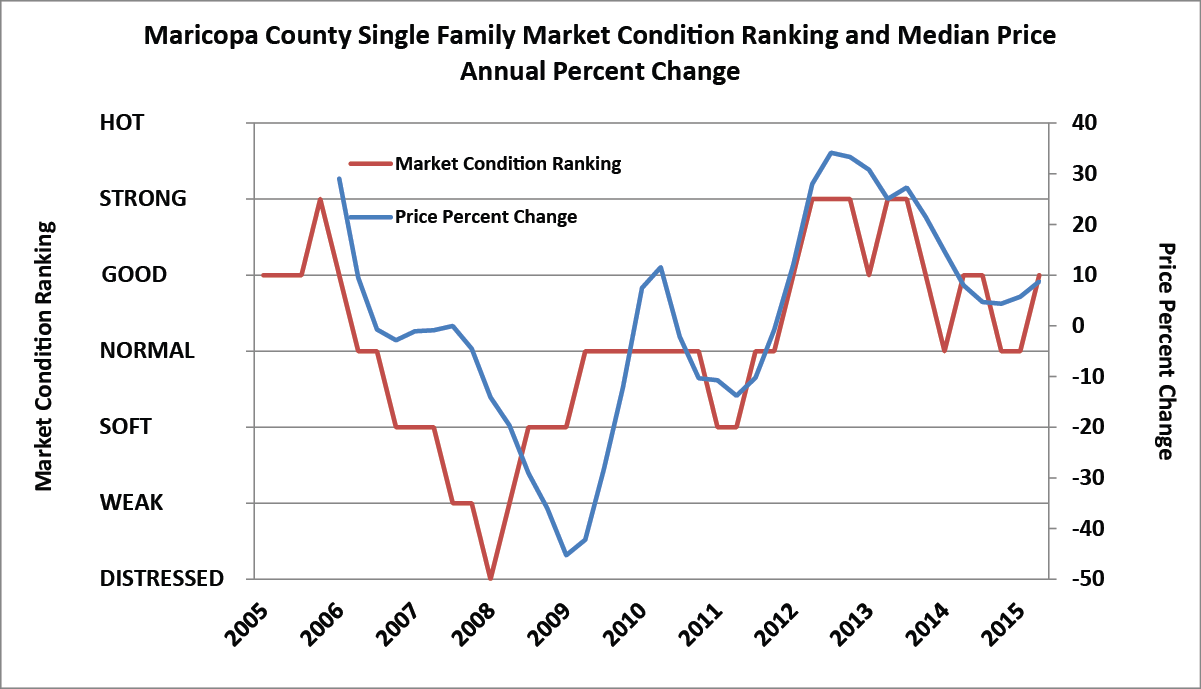 Maricopa County Single Family Market Condition Ranking and Median Price
Annual Percent Change
HOT
STRONG
GOOD
NORMAL
SOFT
WEAK
DISTRESSED
Market Condition Ranking
Market Condition Ranking
Price Percent Change
40
30
20
10
0
-10
-20
-30
-40
-50
Price Percent Change
2005
2006
2007
2008
2009
2010
2011
2012
2013
2014
2015